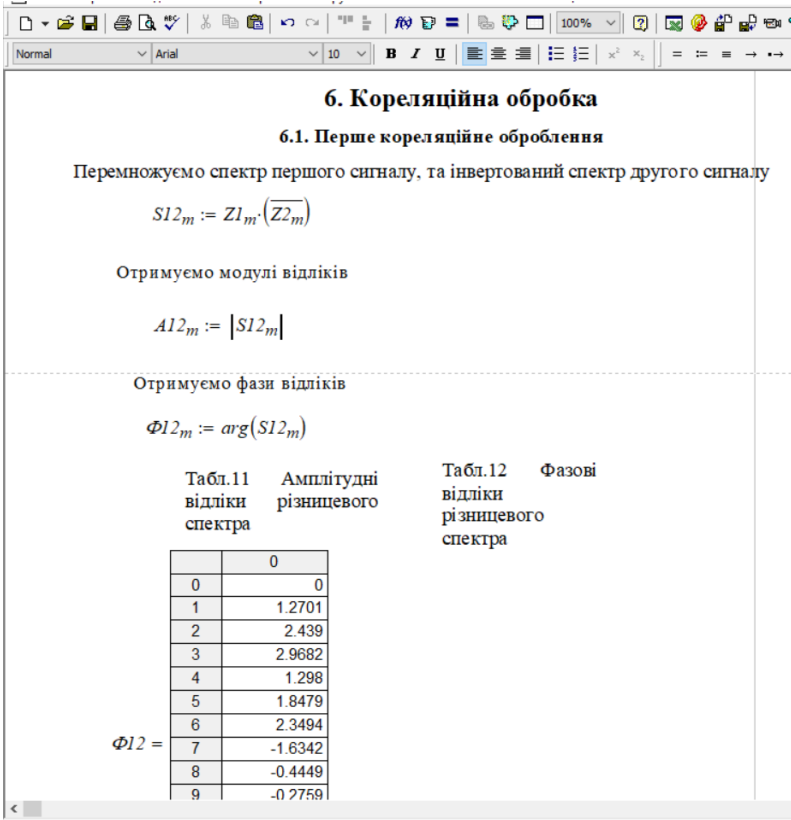 100%
Normal Arial 10 B I U x² x₂ = := ≡ → •→
6. Кореляційна обробка
6.1. Перше кореляційне оброблення
Перемножуємо спектр першого сигналу, та інвертований спектр другого сигналу
S12m := Z1m·(Z2m)
Отримуємо модулі відліків
A12m := |S12m|
Отримуємо фази відліків
Φ12m := arg(S12m)
Табл.11 Амплітудні
відліки різницевого
спектра
Табл.12 Фазові
відліки
різницевого
спектра
0
0 0
1 1.2701
2 2.439
3 2.9682
4 1.298
5 1.8479
6 2.3494
Φ12 =
7 -1.6342
8 -0.4449
9 -0.2759